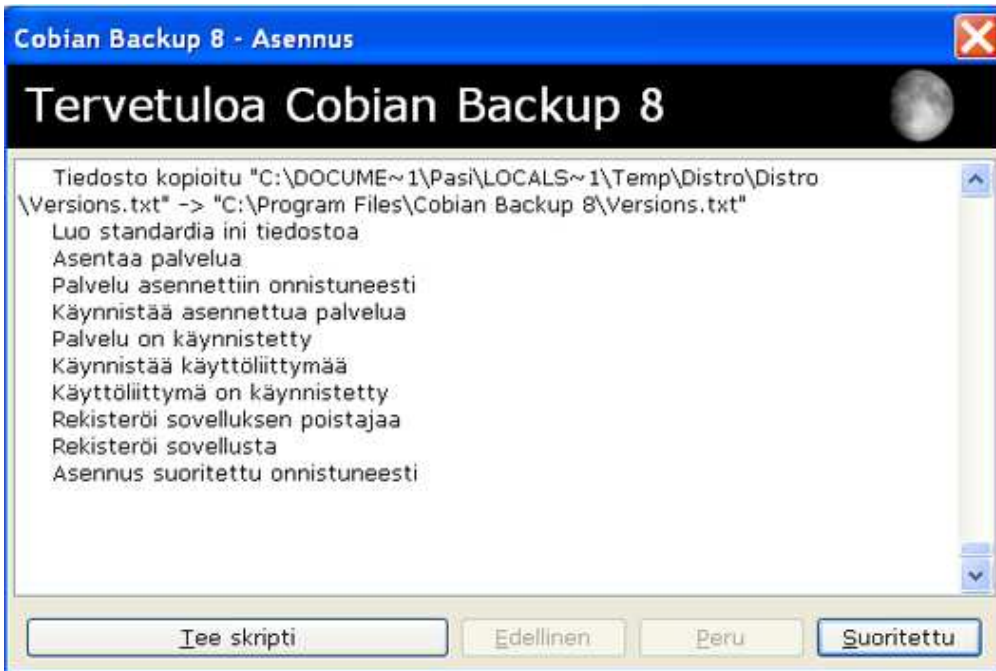 Cobian Backup 8 - Asennus
Tervetuloa Cobian Backup 8
Tiedosto kopioitu "C:\DOCUME~1\Pasi\LOCALS~1\Temp\Distro\Distro
\Versions.txt" -> "C:\Program Files\Cobian Backup 8\Versions.txt"
Luo standardia ini tiedostoa
Asentaa palvelua
Palvelu asennettiin onnistuneesti
Käynnistää asennettua palvelua
Palvelu on käynnistetty
Käynnistää käyttöliittymää
Käyttöliittymä on käynnistetty
Rekisteröi sovelluksen poistajaa
Rekisteröi sovellusta
Asennus suoritettu onnistuneesti
Tee skripti
Edellinen
Peru
Suoritettu